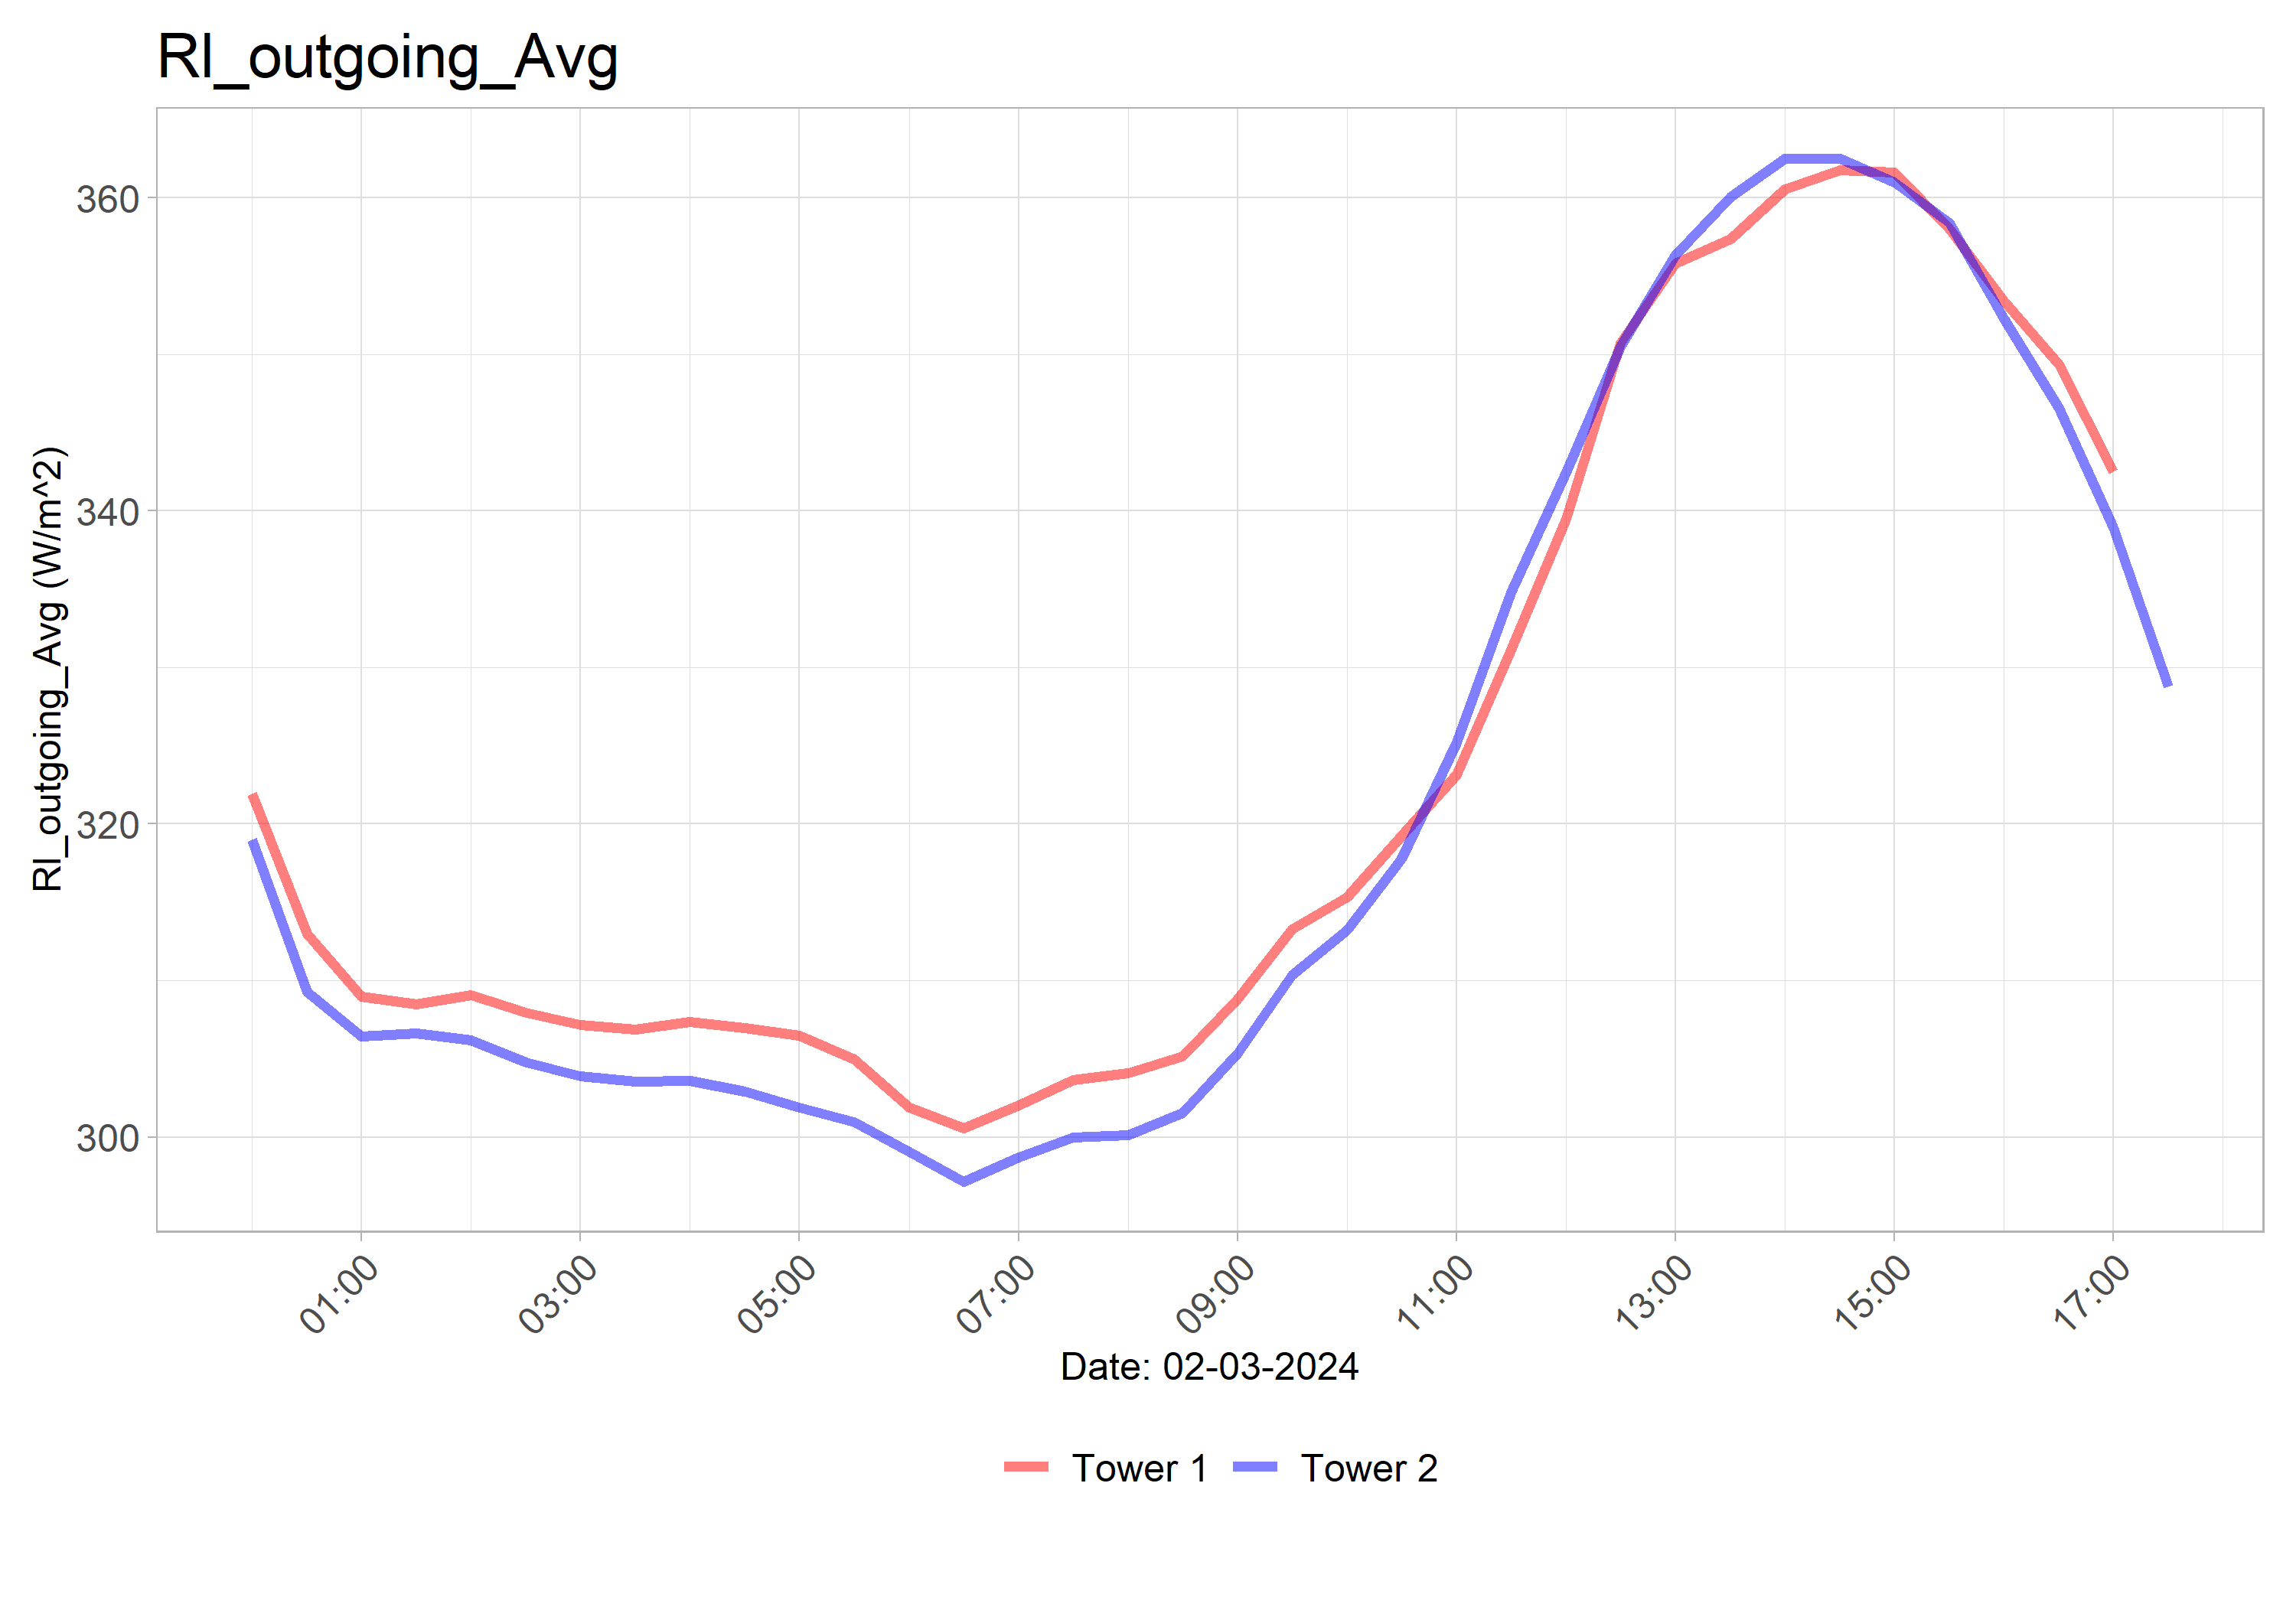 Rl_outgoing_Avg
Rl_outgoing_Avg (W/m^2)
360
340
320
300
01:00 03:00 05:00 07:00 09:00 11:00 13:00 15:00 17:00
Date: 02-03-2024
Tower 1 Tower 2